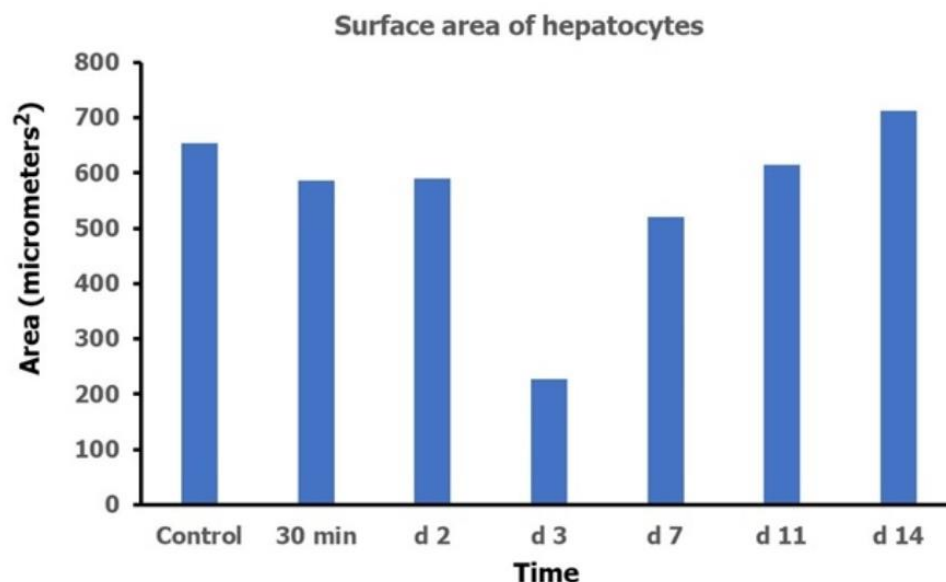 Surface area of hepatocytes
Area (micrometers²)
800
700
600
500
400
300
200
100
0
Control 30 min d 2 d 3 d 7 d 11 d 14
Time